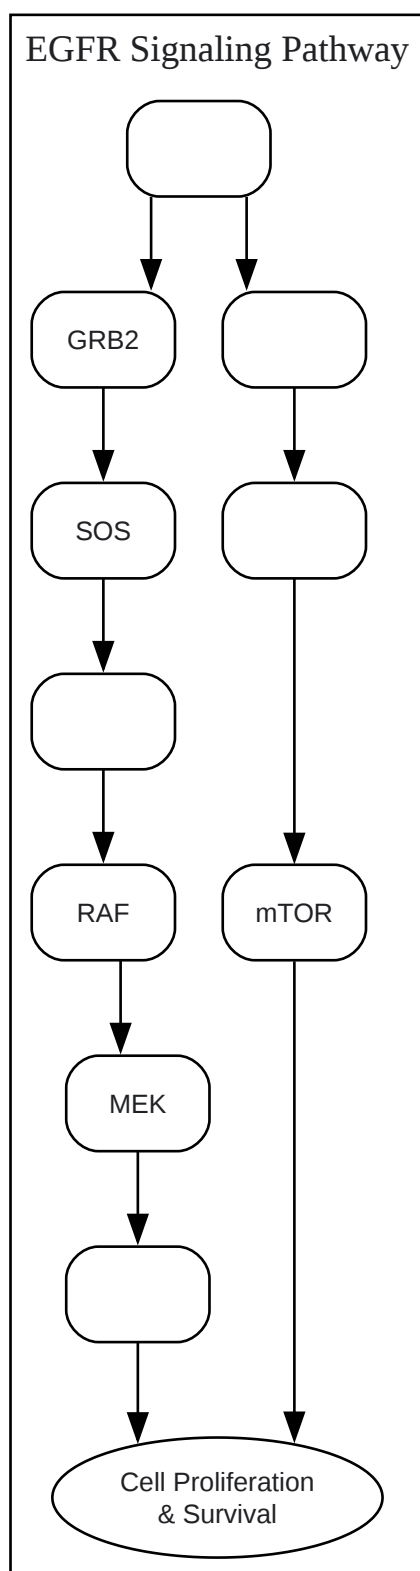 EGFR Signaling Pathway
GRB2
SOS
RAF
mTOR
MEK
Cell Proliferation
& Survival